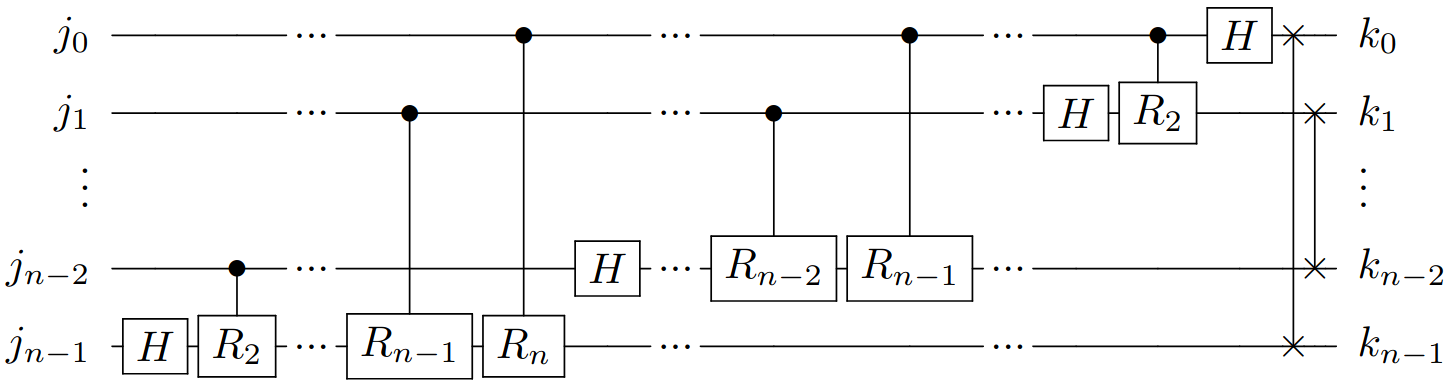 j₀ ··· ··· ··· H k₀
j₁ ··· ··· ··· H R₂ k₁
⋮ ⋮
jₙ₋₂ ··· H ··· Rₙ₋₂ Rₙ₋₁ ··· kₙ₋₂
jₙ₋₁ H R₂ ··· Rₙ₋₁ Rₙ ··· ··· kₙ₋₁